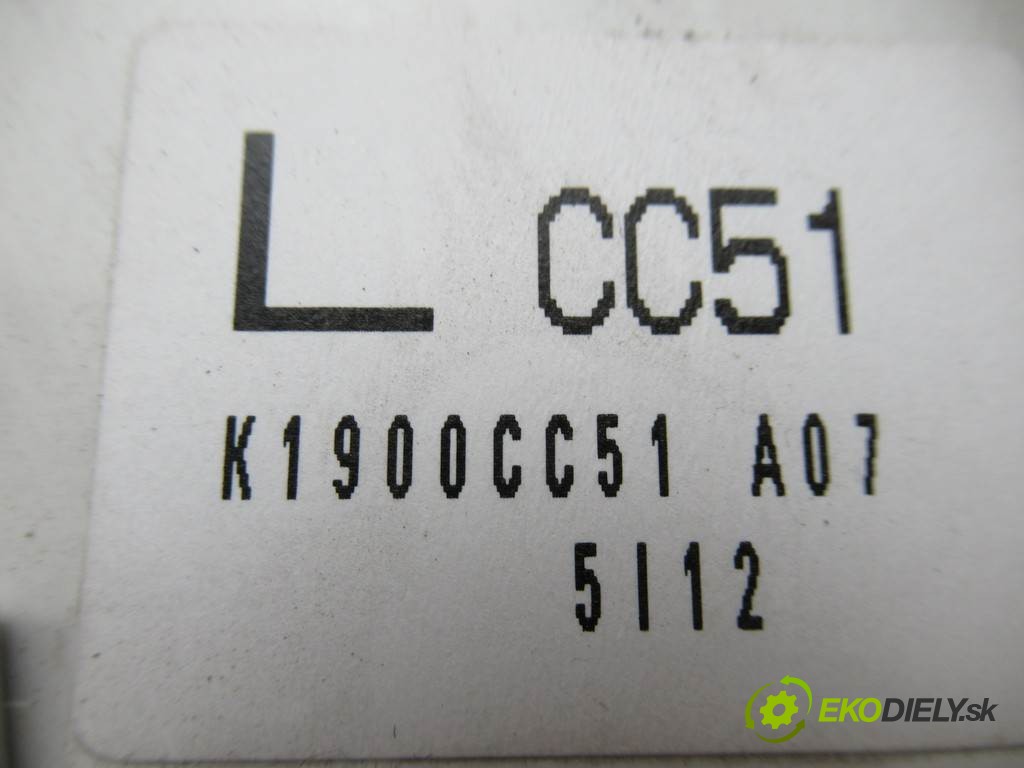 L CC51
K1900CC51 A07
5I12
EKODIELY.sk